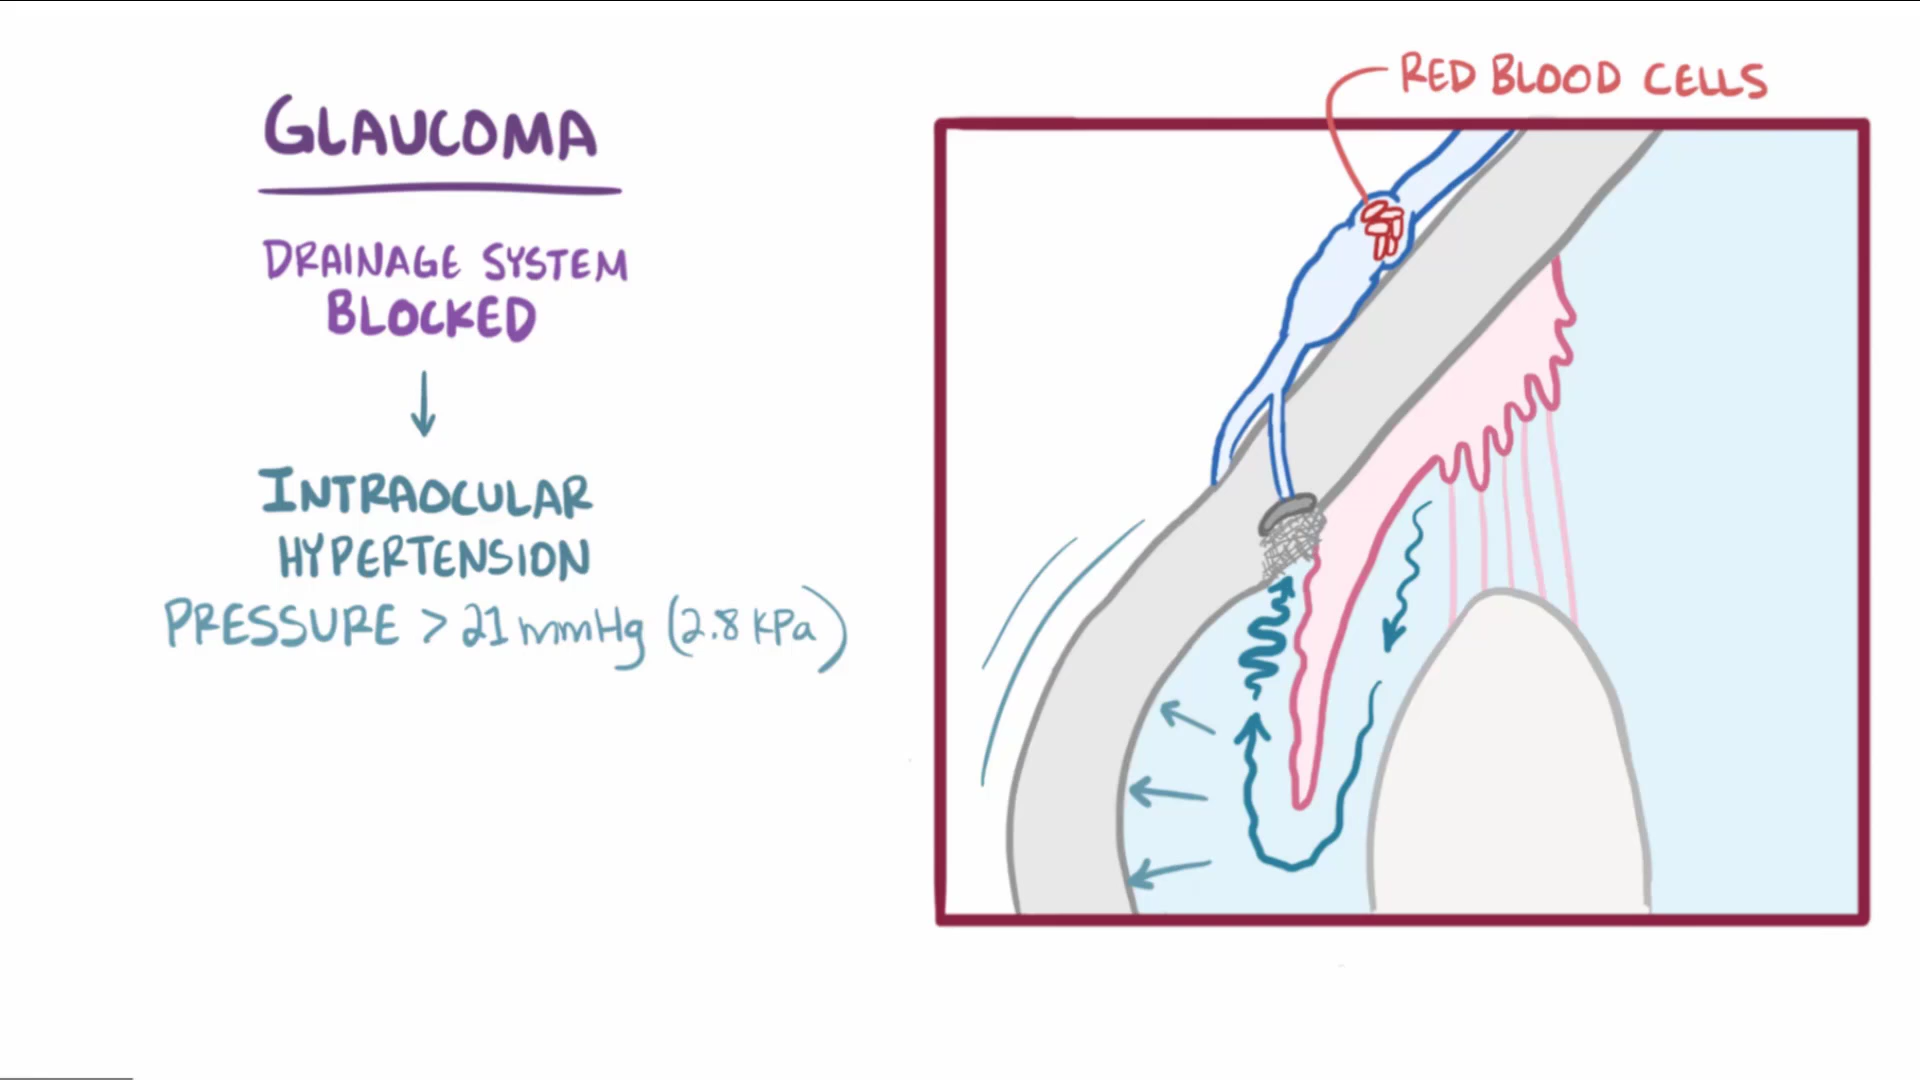 GLAUCOMA
DRAINAGE SYSTEM
BLOCKED
INTRAOCULAR
HYPERTENSION
PRESSURE > 21 mmHg (2.8 kPa)
RED BLOOD CELLS